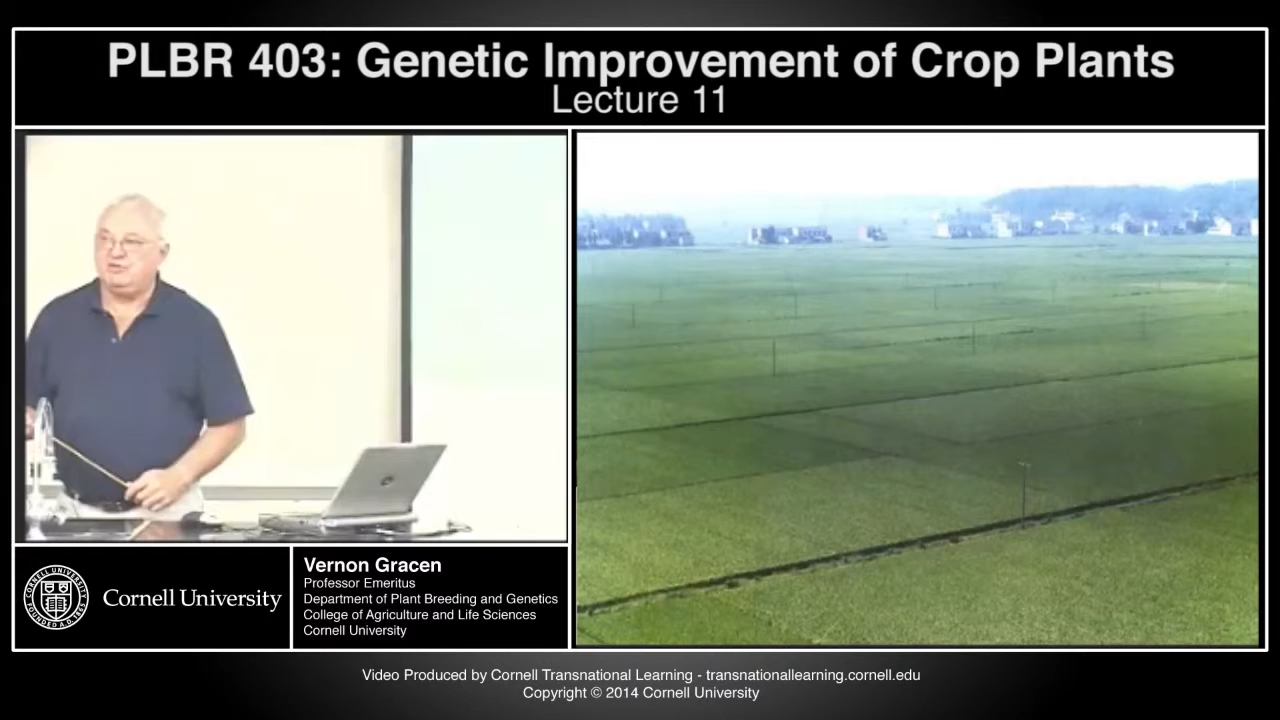 PLBR 403: Genetic Improvement of Crop Plants
Lecture 11
Cornell University
Vernon Gracen
Professor Emeritus
Department of Plant Breeding and Genetics
College of Agriculture and Life Sciences
Cornell University
Video Produced by Cornell Transnational Learning - transnationallearning.cornell.edu
Copyright © 2014 Cornell University